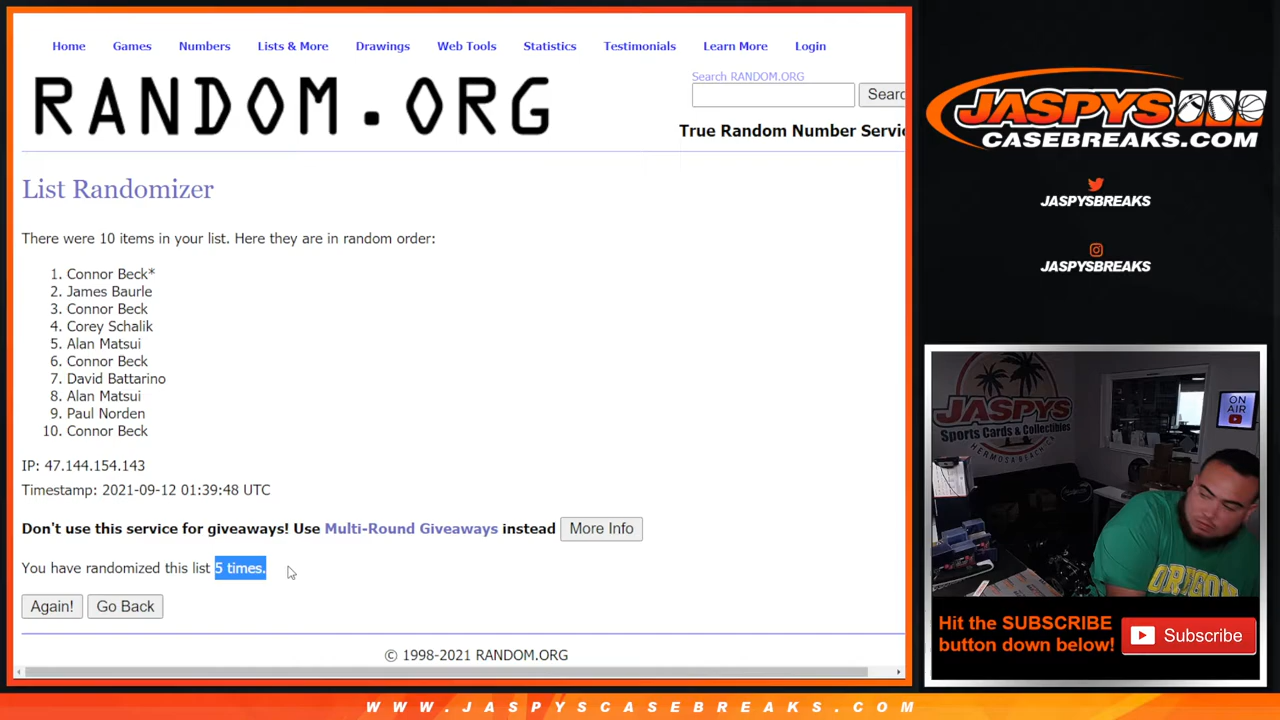 Home Games Numbers Lists & More Drawings Web Tools Statistics Testimonials Learn More Login
RANDOM.ORG
Search RANDOM.ORG
True Random Number Servic
List Randomizer
There were 10 items in your list. Here they are in random order:
1. Connor Beck*
2. James Baurle
3. Connor Beck
4. Corey Schalik
5. Alan Matsui
6. Connor Beck
7. David Battarino
8. Alan Matsui
9. Paul Norden
10. Connor Beck
IP: 47.144.154.143
Timestamp: 2021-09-12 01:39:48 UTC
Don't use this service for giveaways! Use Multi-Round Giveaways instead More Info
You have randomized this list 5 times.
Again! Go Back
© 1998-2021 RANDOM.ORG
JASPYS
CASEBREAKS.COM
JASPYSBREAKS
JASPYSBREAKS
JASPYS
Sports Cards & Collectibles
HERMOSA BEACH
ON
AIR
OREGON
Hit the SUBSCRIBE
button down below!
Subscribe
WWW.JASPYSCASEBREAKS.COM